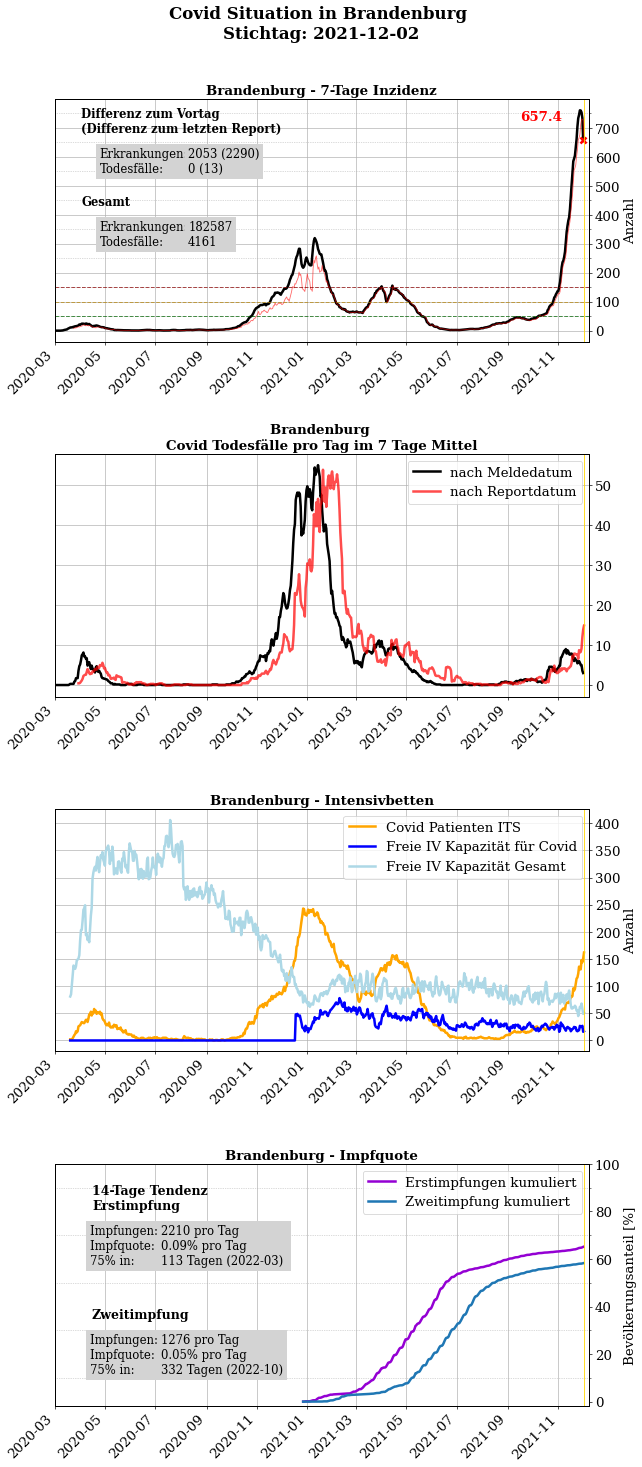 Covid Situation in Brandenburg
Stichtag: 2021-12-02
Brandenburg - 7-Tage Inzidenz
Differenz zum Vortag
(Differenz zum letzten Report)
Erkrankungen 2053 (2290)
Todesfälle: 0 (13)
Gesamt
Erkrankungen 182587
Todesfälle: 4161
657.4
700
600
500
400
300
200
100
0
Anzahl
2020-03
2020-05
2020-07
2020-09
2020-11
2021-01
2021-03
2021-05
2021-07
2021-09
2021-11
Brandenburg
Covid Todesfälle pro Tag im 7 Tage Mittel
nach Meldedatum
nach Reportdatum
50
40
30
20
10
0
2020-03
2020-05
2020-07
2020-09
2020-11
2021-01
2021-03
2021-05
2021-07
2021-09
2021-11
Brandenburg - Intensivbetten
Covid Patienten ITS
Freie IV Kapazität für Covid
Freie IV Kapazität Gesamt
400
350
300
250
200
150
100
50
0
Anzahl
2020-03
2020-05
2020-07
2020-09
2020-11
2021-01
2021-03
2021-05
2021-07
2021-09
2021-11
Brandenburg - Impfquote
14-Tage Tendenz
Erstimpfung
Impfungen: 2210 pro Tag
Impfquote: 0.09% pro Tag
75% in: 113 Tagen (2022-03)
Zweitimpfung
Impfungen: 1276 pro Tag
Impfquote: 0.05% pro Tag
75% in: 332 Tagen (2022-10)
Erstimpfungen kumuliert
Zweitimpfung kumuliert
100
80
60
40
20
0
Bevölkerungsanteil [%]
2020-03
2020-05
2020-07
2020-09
2020-11
2021-01
2021-03
2021-05
2021-07
2021-09
2021-11